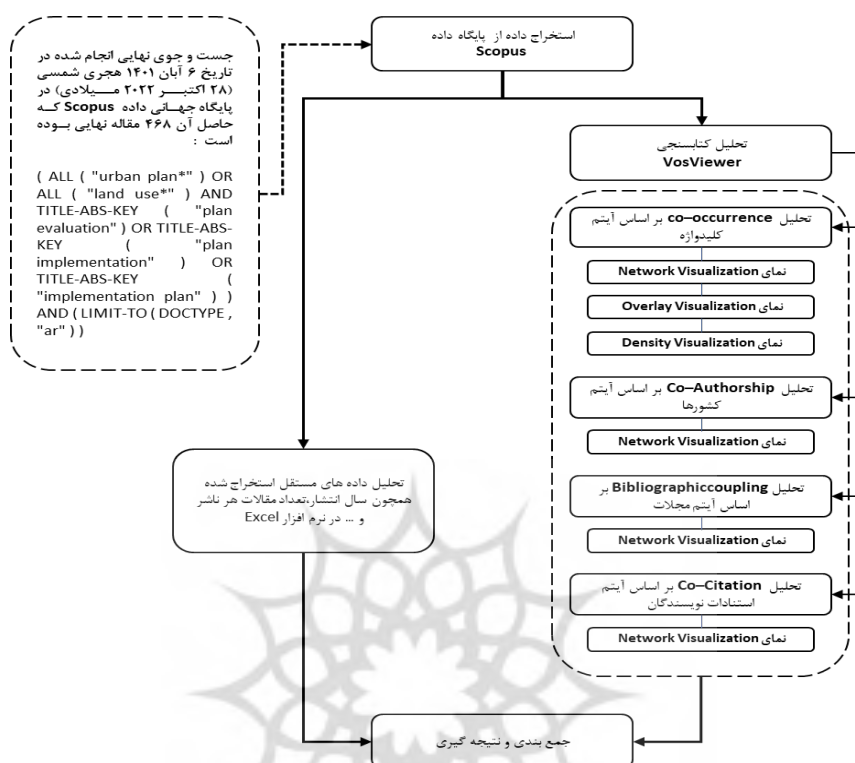 استخراج داده از پایگاه داده
Scopus
جست و جوی نهایی انجام شده در
تاریخ ۶ آبان ۱۴۰۱ هجری شمسی
(۲۸ اکتبـــر ۲۰۲۲ مـــیلادی) در
پایگاه جهـانی داده Scopus کـه
حاصل آن ۴۶۸ مقاله نهایی بـوده
است :
( ALL ( "urban plan*" ) OR
ALL ( "land use*" ) AND
TITLE-ABS-KEY ( "plan
evaluation" ) OR TITLE-ABS-
KEY ( "plan
implementation" ) OR
TITLE-ABS-KEY (
"implementation plan" ) )
AND ( LIMIT-TO ( DOCTYPE ,
"ar" ) )
تحلیل کتابسنجی
VosViewer
تحلیل co-occurrence بر اساس آیتم
کلیدواژه
نمای Network Visualization
نمای Overlay Visualization
نمای Density Visualization
تحلیل Co-Authorship بر اساس آیتم
کشورها
نمای Network Visualization
تحلیل Bibliographiccoupling بر
اساس آیتم مجلات
نمای Network Visualization
تحلیل Co-Citation بر اساس آیتم
استنادات نویسندگان
نمای Network Visualization
تحلیل داده های مستقل استخراج شده
همچون سال انتشار،تعداد مقالات هر ناشر
و ... در نرم افزار Excel
جمع بندی و نتیجه گیری